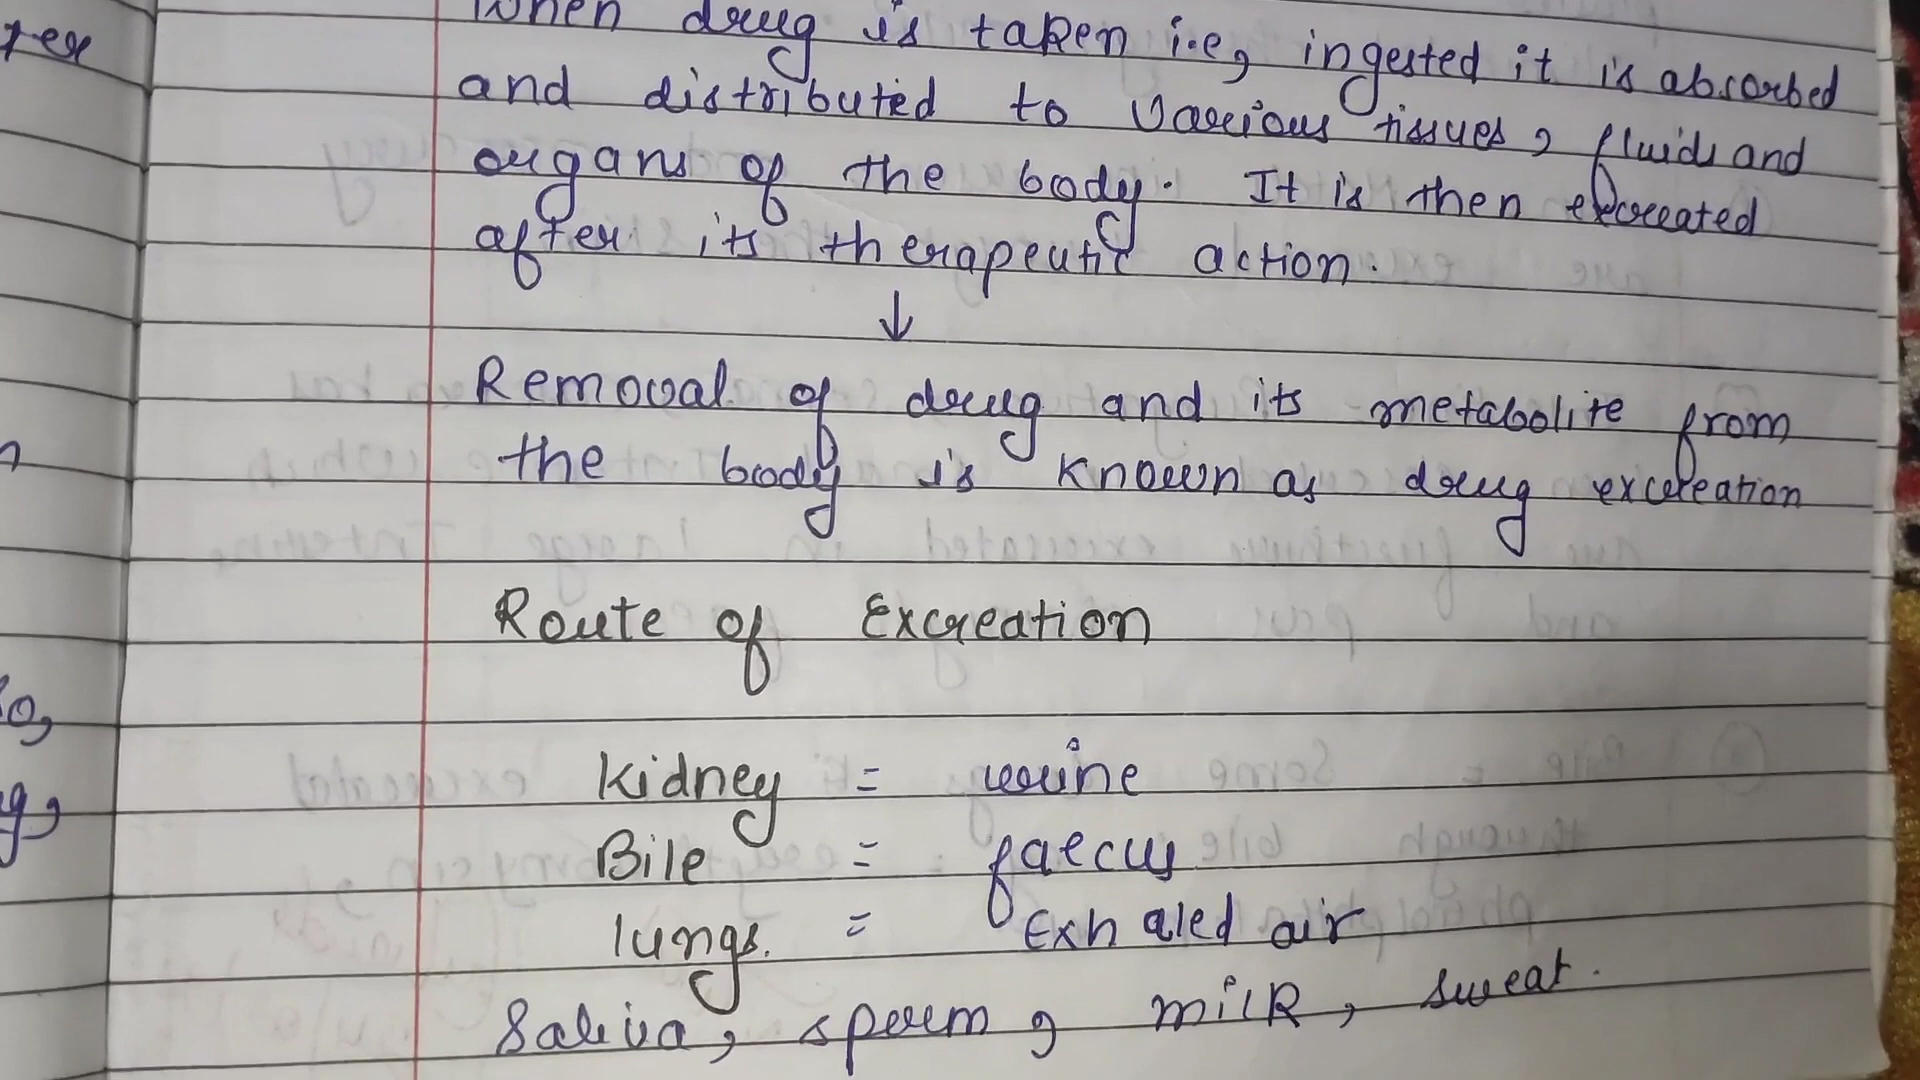 When drug is taken i.e, ingested it is absorbed
and distributed to Various tissues, fluids and
organs of the body. It is then excreated
after its therapeutic action.
↓
Removal of drug and its metabolite from
the body is known as drug excreation
Route of Excreation
Kidney = urine
Bile = faecus
lungs. = Exhaled air
Saliva, sperm, milk, sweat.